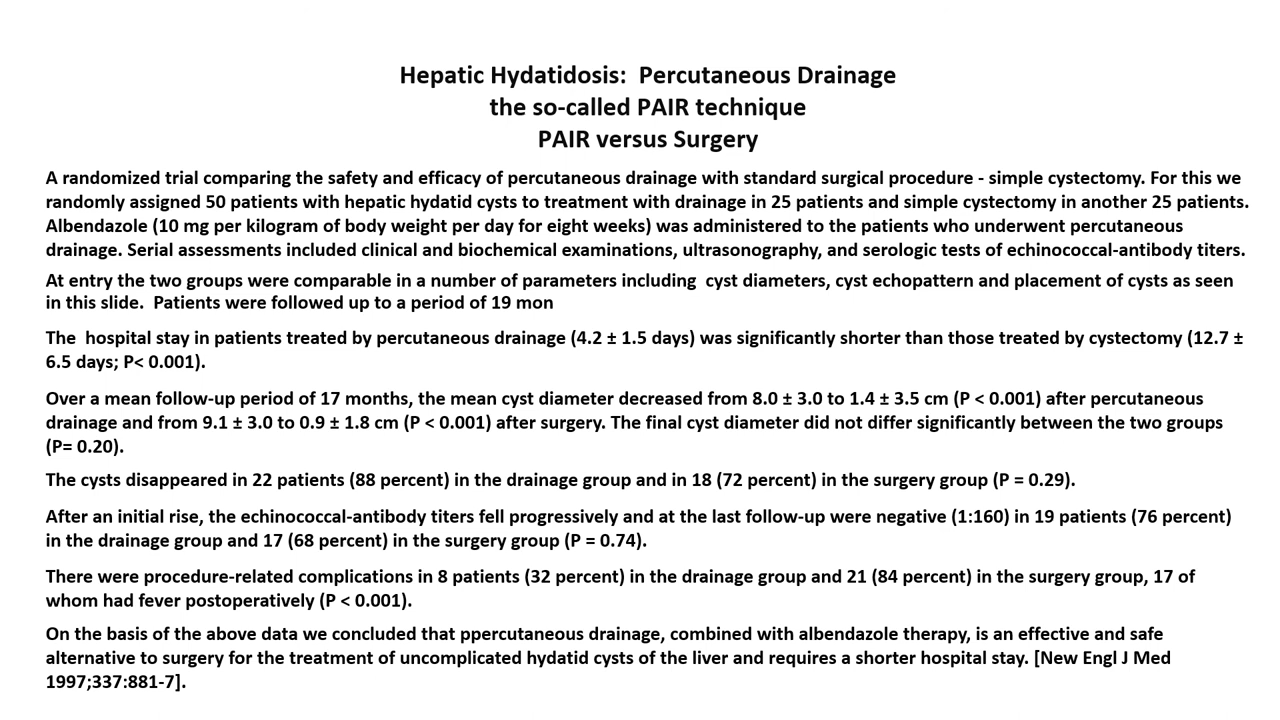 Hepatic Hydatidosis:  Percutaneous Drainage
the so-called PAIR technique
PAIR versus Surgery
A randomized trial comparing the safety and efficacy of percutaneous drainage with standard surgical procedure - simple cystectomy. For this we
randomly assigned 50 patients with hepatic hydatid cysts to treatment with drainage in 25 patients and simple cystectomy in another 25 patients.
Albendazole (10 mg per kilogram of body weight per day for eight weeks) was administered to the patients who underwent percutaneous
drainage. Serial assessments included clinical and biochemical examinations, ultrasonography, and serologic tests of echinococcal-antibody titers.
At entry the two groups were comparable in a number of parameters including  cyst diameters, cyst echopattern and placement of cysts as seen
in this slide.  Patients were followed up to a period of 19 mon
The  hospital stay in patients treated by percutaneous drainage (4.2 ± 1.5 days) was significantly shorter than those treated by cystectomy (12.7 ±
6.5 days; P< 0.001).
Over a mean follow-up period of 17 months, the mean cyst diameter decreased from 8.0 ± 3.0 to 1.4 ± 3.5 cm (P < 0.001) after percutaneous
drainage and from 9.1 ± 3.0 to 0.9 ± 1.8 cm (P < 0.001) after surgery. The final cyst diameter did not differ significantly between the two groups
(P= 0.20).
The cysts disappeared in 22 patients (88 percent) in the drainage group and in 18 (72 percent) in the surgery group (P = 0.29).
After an initial rise, the echinococcal-antibody titers fell progressively and at the last follow-up were negative (1:160) in 19 patients (76 percent)
in the drainage group and 17 (68 percent) in the surgery group (P = 0.74).
There were procedure-related complications in 8 patients (32 percent) in the drainage group and 21 (84 percent) in the surgery group, 17 of
whom had fever postoperatively (P < 0.001).
On the basis of the above data we concluded that ppercutaneous drainage, combined with albendazole therapy, is an effective and safe
alternative to surgery for the treatment of uncomplicated hydatid cysts of the liver and requires a shorter hospital stay. [New Engl J Med
1997;337:881-7].